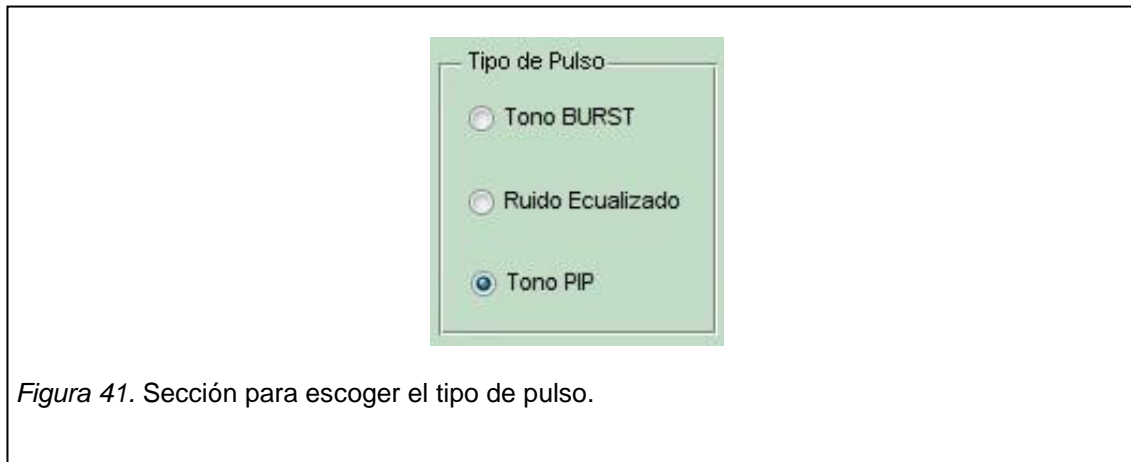 Tipo de Pulso
Tono BURST
Ruido Ecualizado
Tono PIP
Figura 41. Sección para escoger el tipo de pulso.